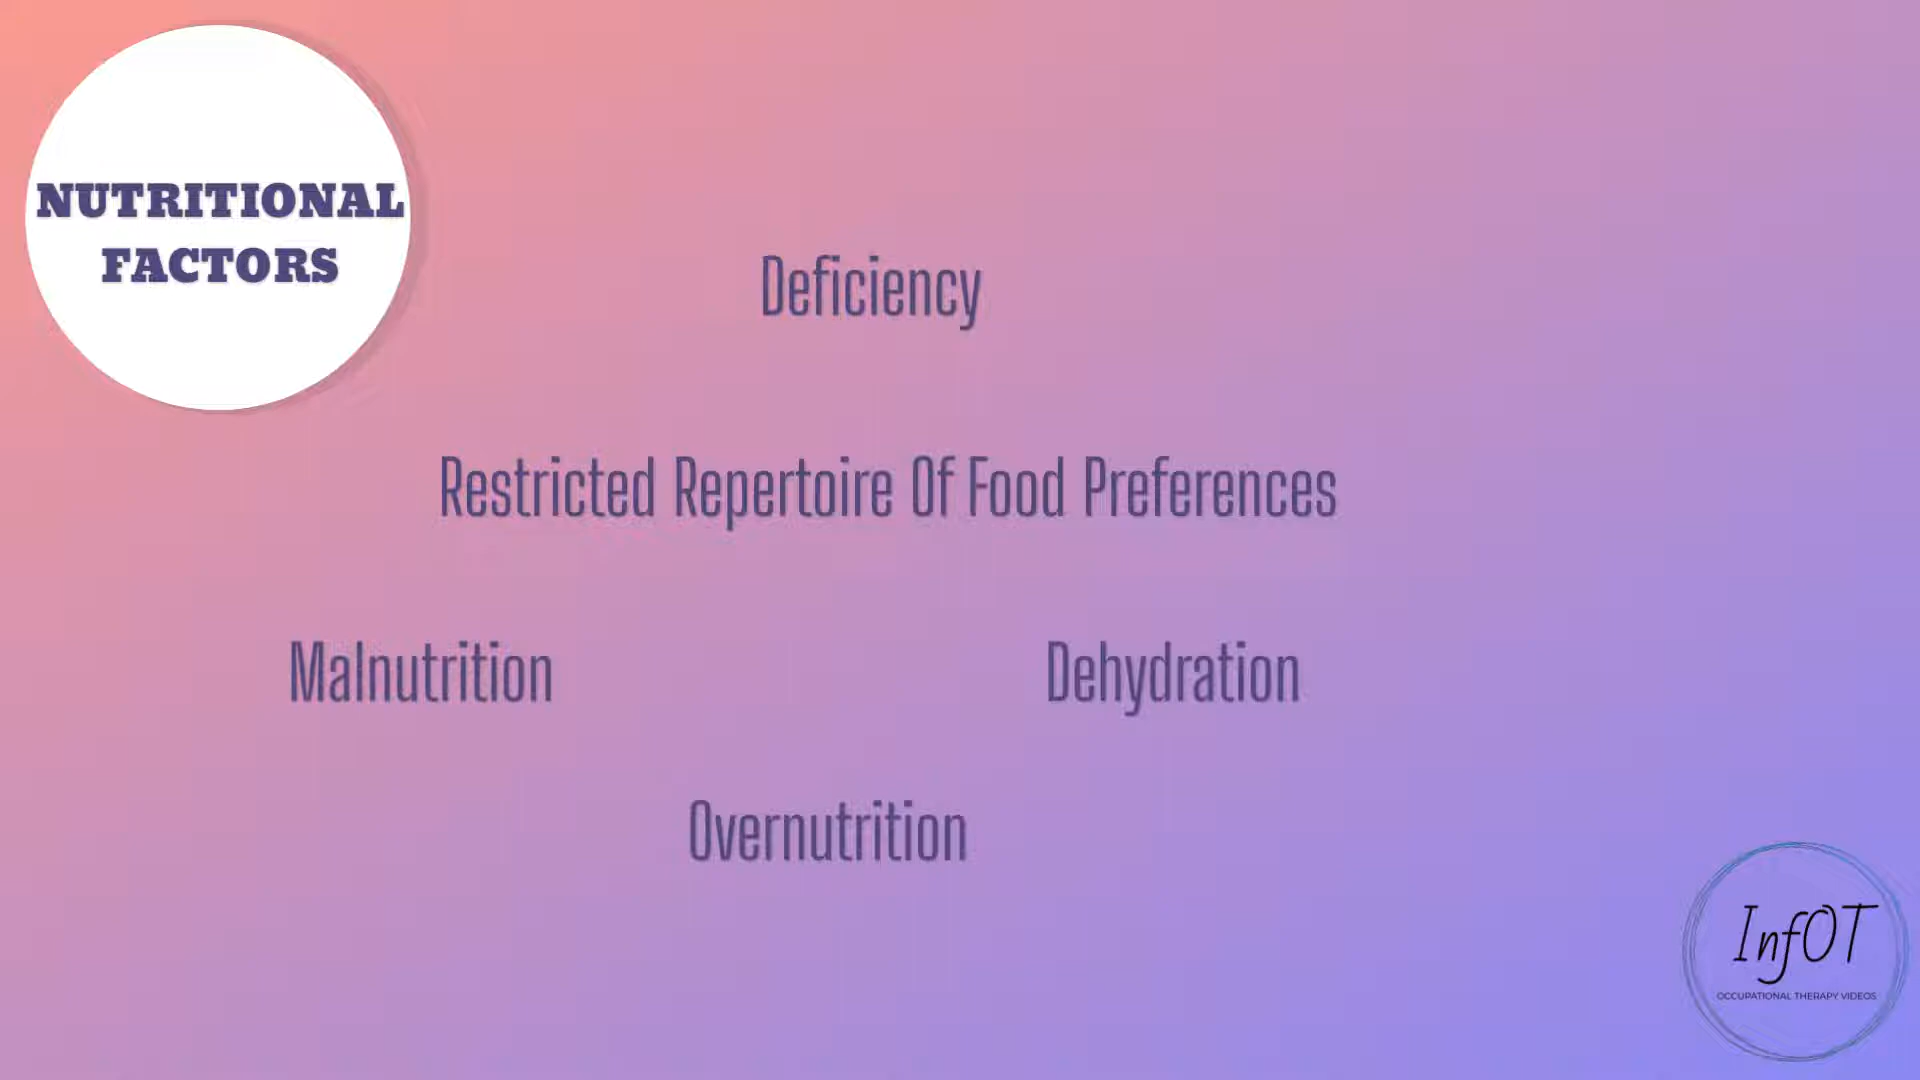 NUTRITIONAL
FACTORS
Deficiency
Restricted Repertoire Of Food Preferences
Malnutrition
Dehydration
Overnutrition
InfOT
OCCUPATIONAL THERAPY VIDEOS